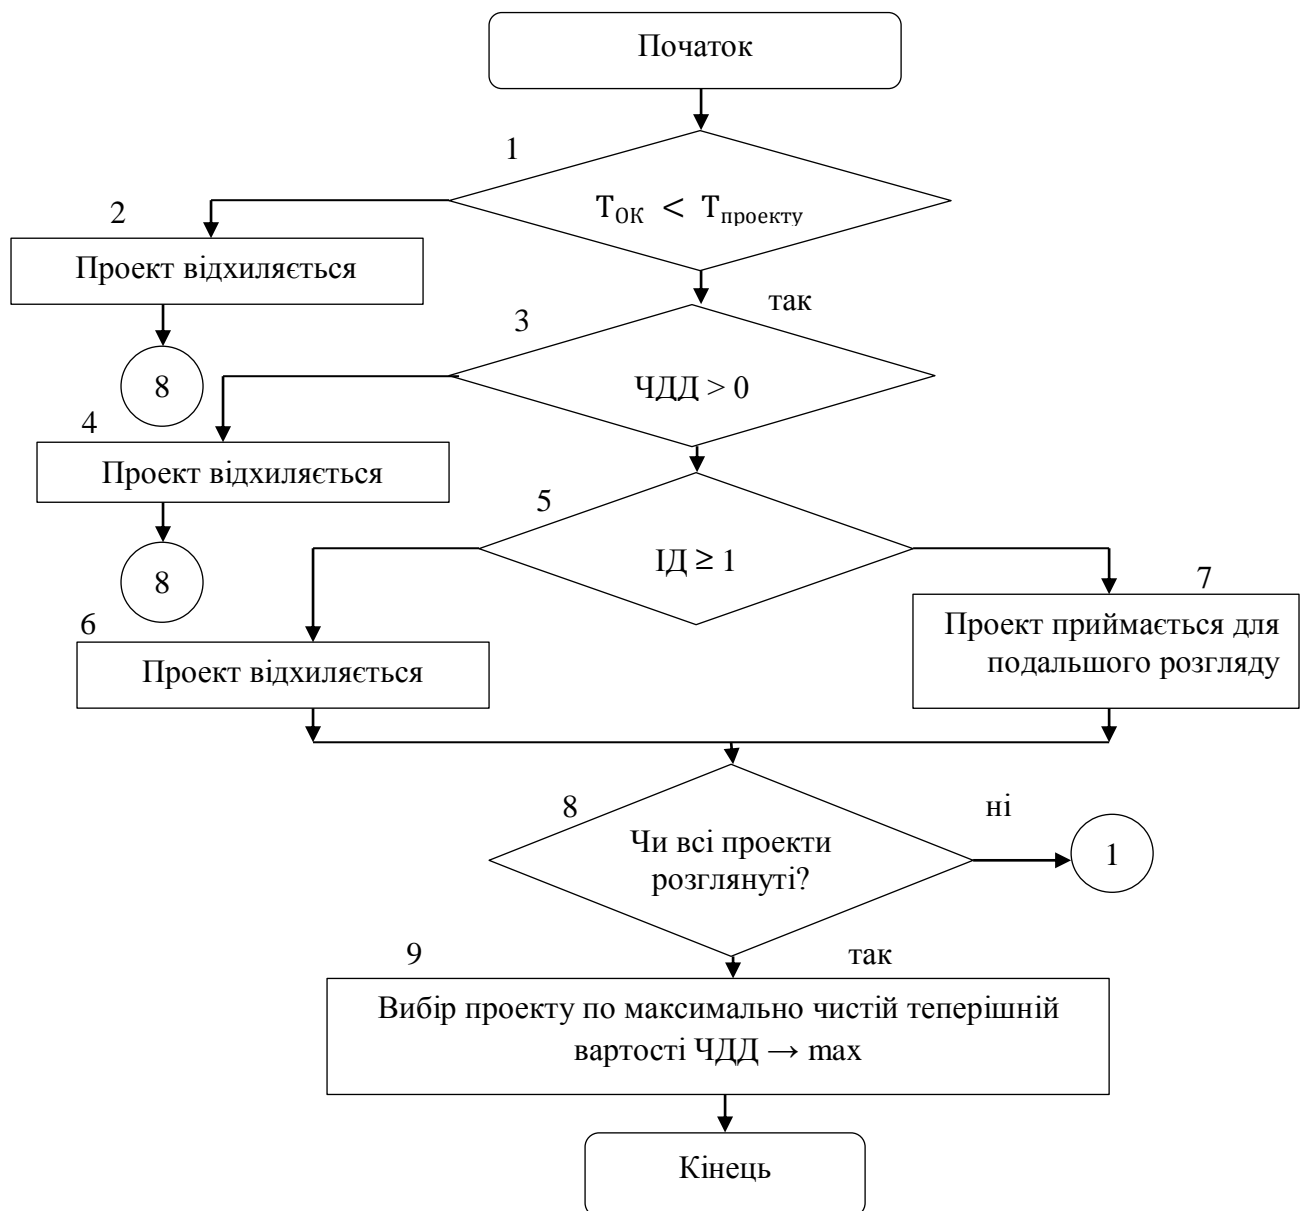 Початок
1
Т_ОК < Т_проекту
2
Проект відхиляється
так
3
8
ЧДД > 0
4
Проект відхиляється
5
ІД ≥ 1
8
7
6
Проект приймається для
подальшого розгляду
Проект відхиляється
8
ні
Чи всі проекти
розглянуті?
1
9
так
Вибір проекту по максимально чистій теперішній
вартості ЧДД → max
Кінець